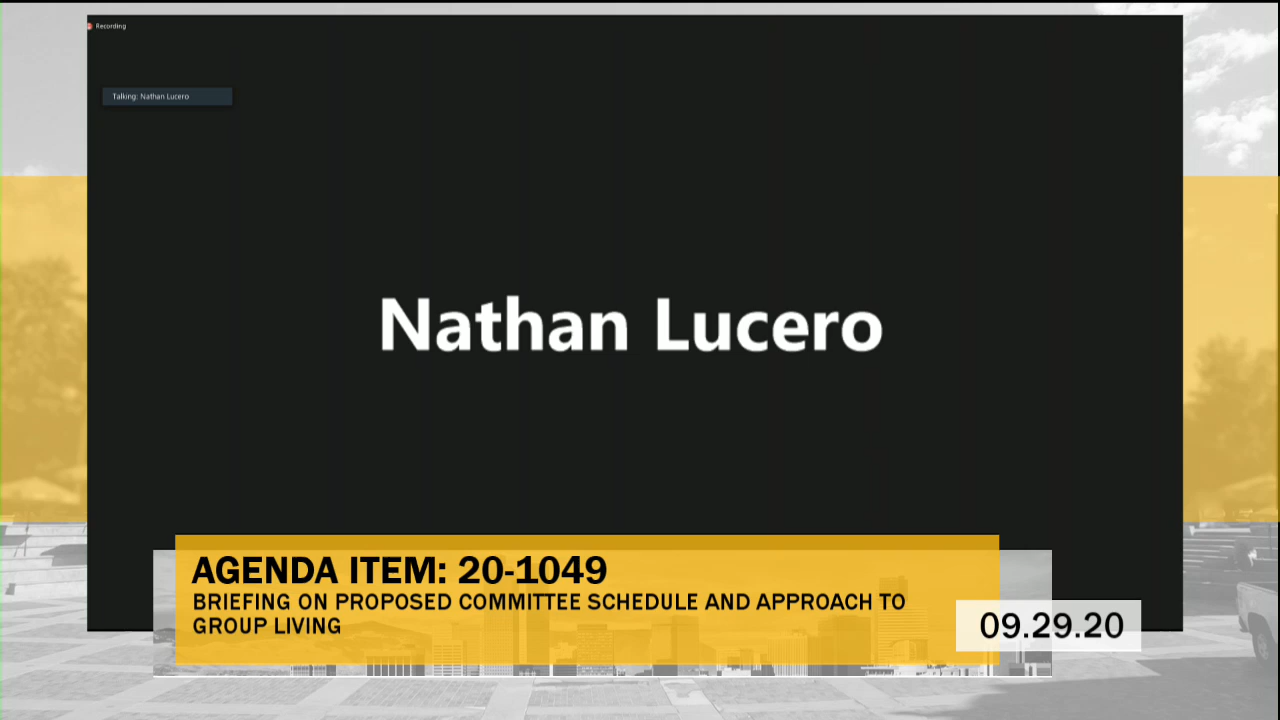 Recording
Talking: Nathan Lucero
Nathan Lucero
AGENDA ITEM: 20-1049
BRIEFING ON PROPOSED COMMITTEE SCHEDULE AND APPROACH TO
GROUP LIVING
09.29.20